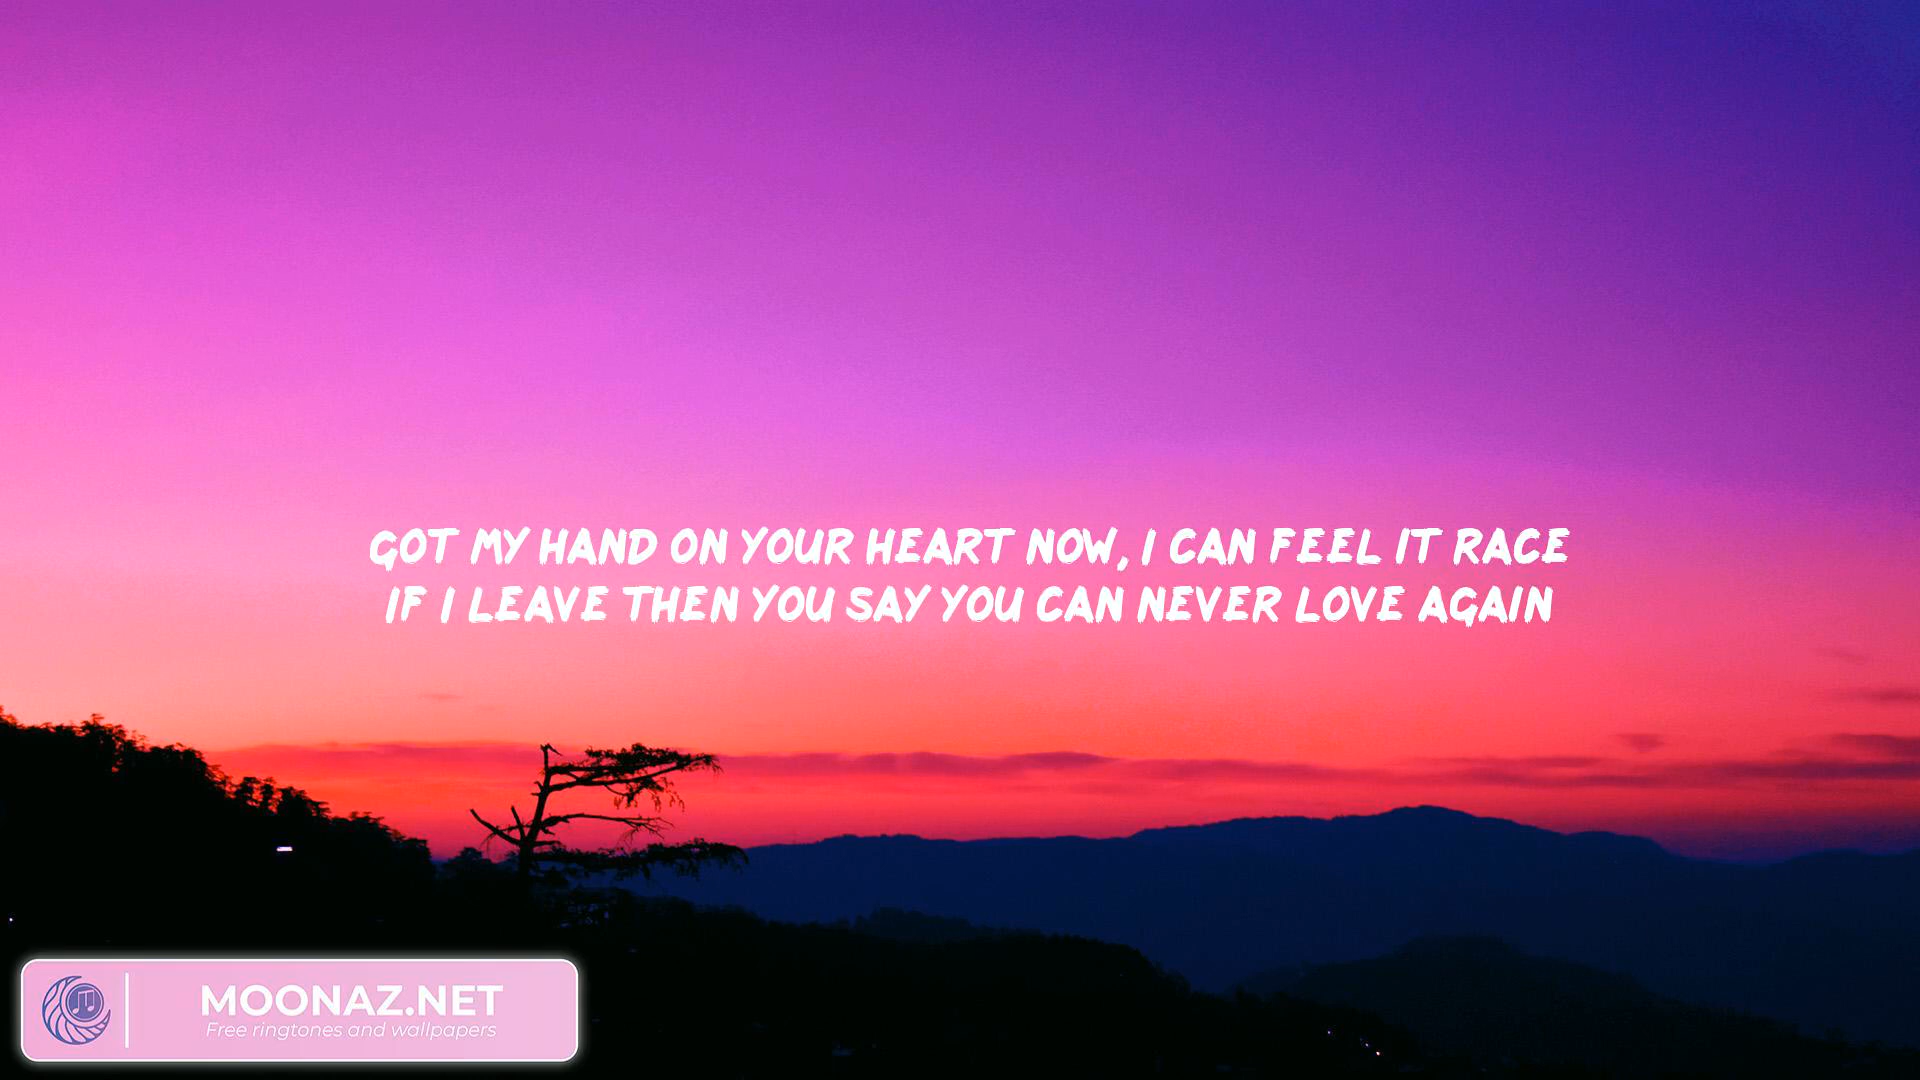 GOT MY HAND ON YOUR HEART NOW, I CAN FEEL IT RACE
IF I LEAVE THEN YOU SAY YOU CAN NEVER LOVE AGAIN
MOONAZ.NET
Free ringtones and wallpapers